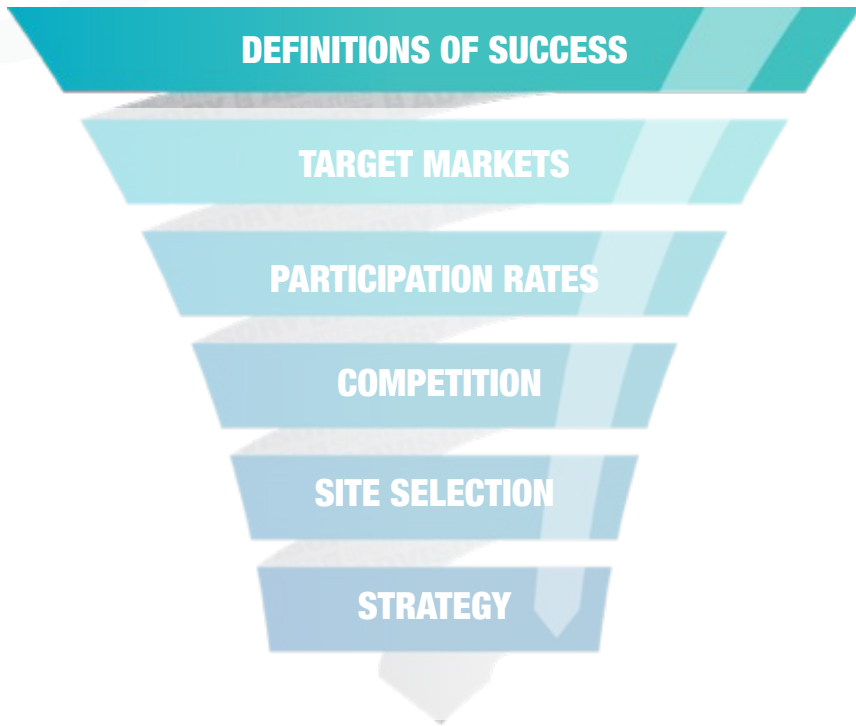 DEFINITIONS OF SUCCESS
TARGET MARKETS
PARTICIPATION RATES
COMPETITION
SITE SELECTION
STRATEGY